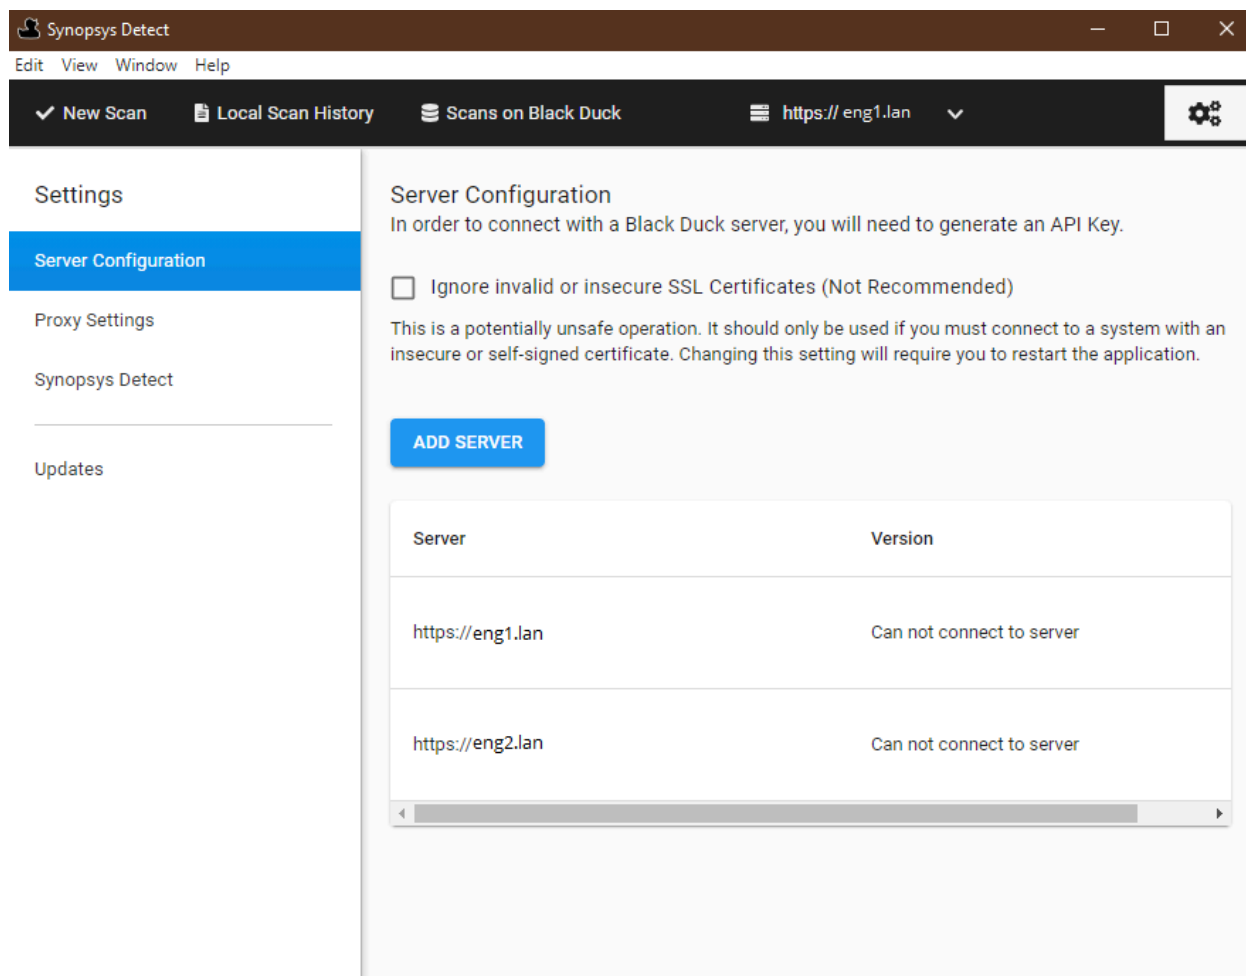 Synopsys Detect
Edit View Window Help
New Scan Local Scan History Scans on Black Duck https:// eng1.lan
Settings
Server Configuration
Proxy Settings
Synopsys Detect
Updates
Server Configuration
In order to connect with a Black Duck server, you will need to generate an API Key.
Ignore invalid or insecure SSL Certificates (Not Recommended)
This is a potentially unsafe operation. It should only be used if you must connect to a system with an
insecure or self-signed certificate. Changing this setting will require you to restart the application.
ADD SERVER
Server Version
https://eng1.lan Can not connect to server
https://eng2.lan Can not connect to server